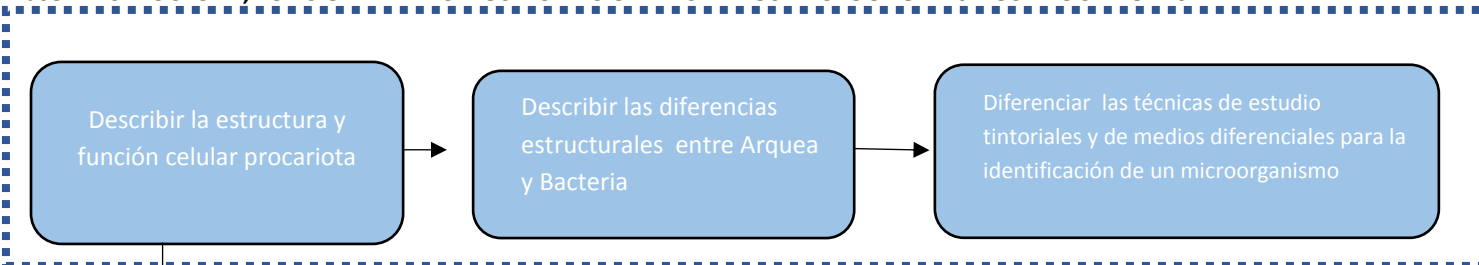 Describir la estructura y
función celular procariota
Describir las diferencias
estructurales entre Arquea
y Bacteria
Diferenciar las técnicas de estudio
tintoriales y de medios diferenciales para la
identificación de un microorganismo